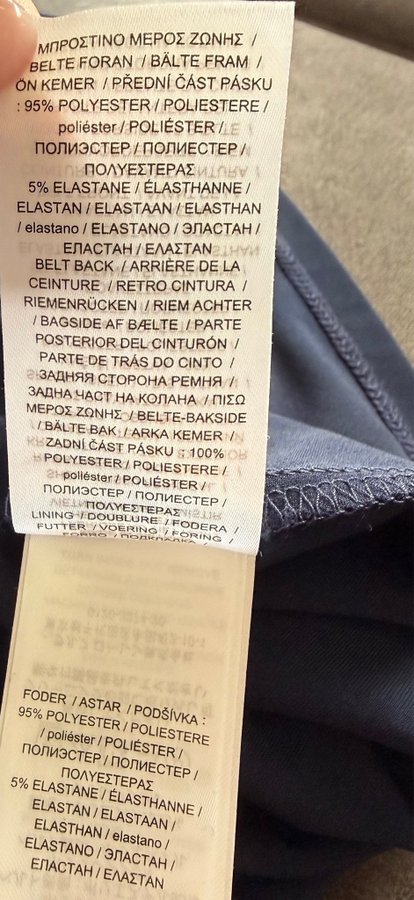 ΜΠΡΟΣΤΙΝΟ ΜΕΡΟΣ ΖΩΝΗΣ /
BELTE FORAN / BÄLTE FRAM /
ÖN KEMER / PŘEDNÍ ČÁST PÁSKU
: 95% POLYESTER / POLIESTERE /
poliéster / POLIÉSTER /
ПОЛИЭСТЕР / ПОЛИЕСТЕР /
ΠΟΛΥΕΣΤΕΡΑΣ
5% ELASTANE / ÉLASTHANNE /
ELASTAN / ELASTAAN / ELASTHAN
/ elastano / ELASTANO / ЭЛАСТАН /
ЕЛАСТАН / ΕΛΑΣΤΑΝ
BELT BACK / ARRIÈRE DE LA
CEINTURE / RETRO CINTURA /
RIEMENRÜCKEN / RIEM ACHTER
/ BAGSIDE AF BÆLTE / PARTE
POSTERIOR DEL CINTURÓN /
PARTE DE TRÁS DO CINTO /
ЗАДНЯЯ СТОРОНА РЕМНЯ /
ЗАДНА ЧАСТ НА КОЛАНА / ΠΙΣΩ
ΜΕΡΟΣ ΖΩΝΗΣ / BELTE-BAKSIDE
/ BÄLTE BAK / ARKA KEMER /
ZADNÍ ČÁST PÁSKU : 100%
POLYESTER / POLIESTERE /
poliéster / POLIÉSTER /
ПОЛИЭСТЕР / ПОЛИЕСТЕР /
ΠΟΛΥΕΣΤΕΡΑΣ
LINING / DOUBLURE / FODERA /
FUTTER / VOERING / FORING /
FORRO / ПОДКЛАДКА /
FODER / ASTAR / PODŠÍVKA :
95% POLYESTER / POLIESTERE
/ poliéster / POLIÉSTER /
ПОЛИЭСТЕР / ПОЛИЕСТЕР /
ΠΟΛΥΕΣΤΕΡΑΣ
5% ELASTANE / ÉLASTHANNE /
ELASTAN / ELASTAAN /
ELASTHAN / elastano /
ELASTANO / ЭЛАСТАН /
ЕЛАСТАН / ΕΛΑΣΤΑΝ